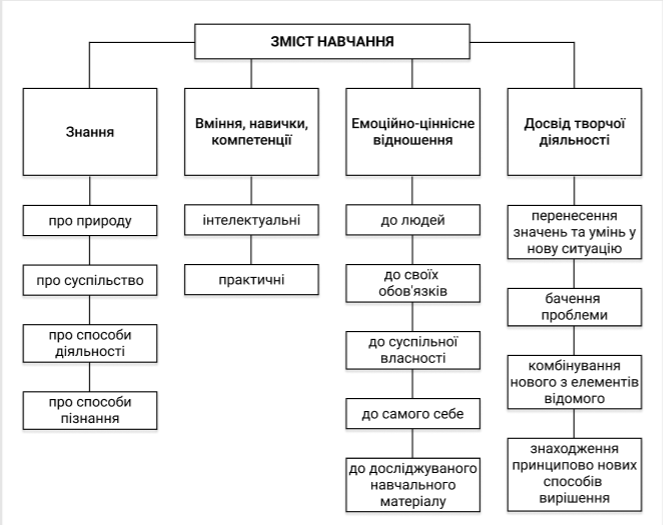 ЗМІСТ НАВЧАННЯ
Знання
про природу
про суспільство
про способи
діяльності
про способи
пізнання
Вміння, навички,
компетенції
інтелектуальні
практичні
Емоційно-ціннісне
відношення
до людей
до своїх
обов'язків
до суспільної
власності
до самого себе
до досліджуваного
навчального
матеріалу
Досвід творчої
діяльності
перенесення
значень та умінь у
нову ситуацію
бачення
проблеми
комбінування
нового з елементів
відомого
знаходження
принципово нових
способів
вирішення